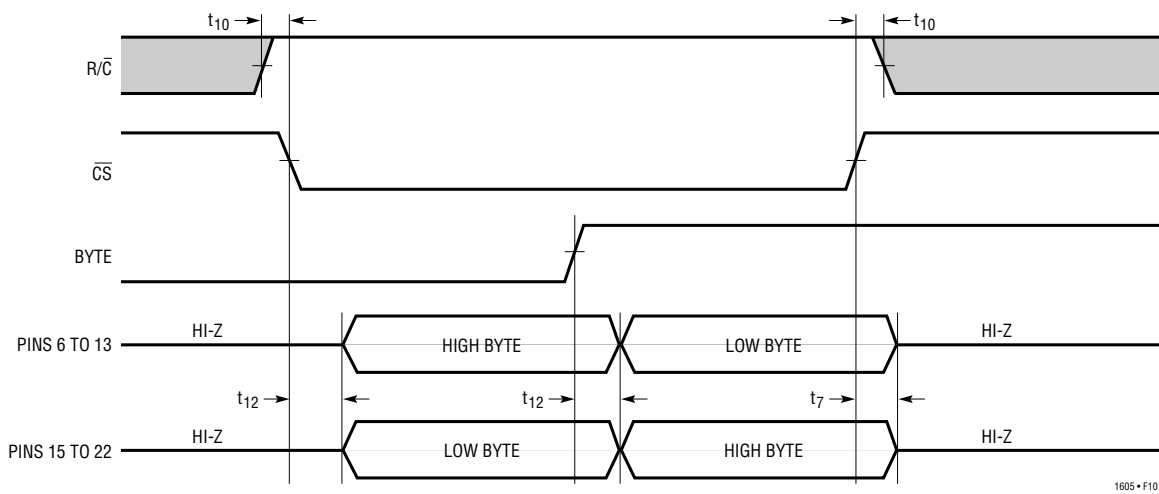 t10 t10
R/C̅
C̅S̅
BYTE
HI-Z HI-Z
PINS 6 TO 13 HIGH BYTE LOW BYTE
t12 t12 t7
HI-Z HI-Z
PINS 15 TO 22 LOW BYTE HIGH BYTE
1605 • F10